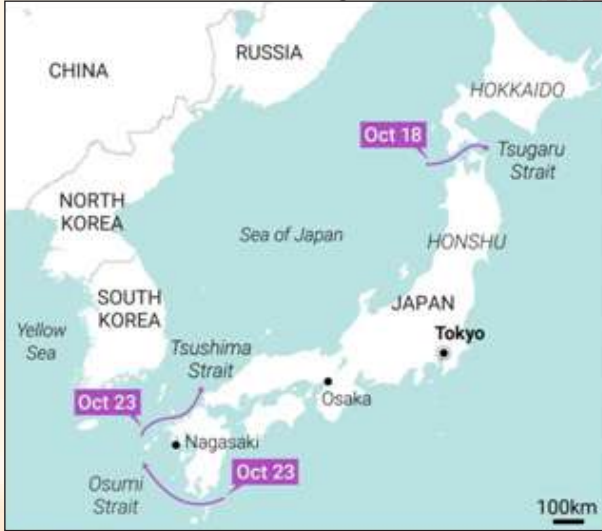 RUSSIA
CHINA
HOKKAIDO
Oct 18
Tsugaru
Strait
NORTH
KOREA
Sea of Japan
HONSHU
SOUTH
KOREA
JAPAN
Yellow
Sea
Tokyo
Tsushima
Strait
Osaka
Oct 23
Nagasaki
Oct 23
Osumi
Strait
100km